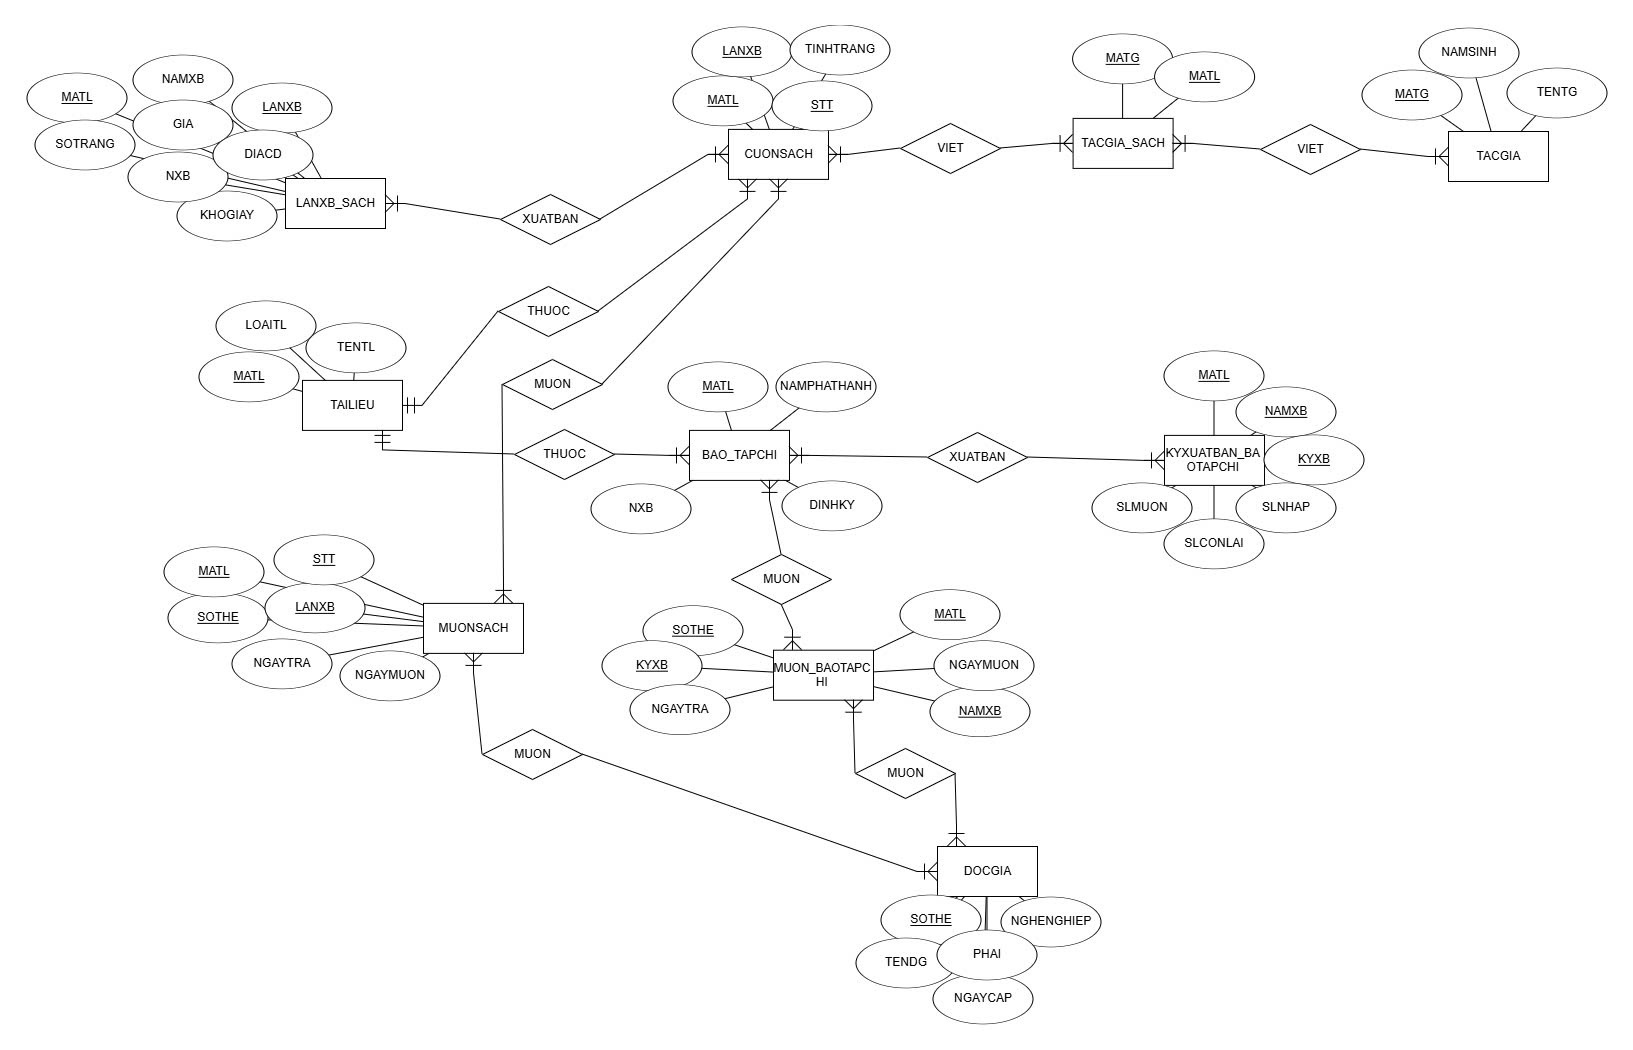 LANXB
TINHTRANG
MATL
STT
CUONSACH
MATG
MATL
TACGIA_SACH
NAMSINH
MATG
TENTG
TACGIA
NAMXB
MATL
LANXB
GIA
SOTRANG
DIACD
NXB
KHOGIAY
LANXB_SACH
XUATBAN
VIET
VIET
THUOC
MUON
LOAITL
TENTL
MATL
TAILIEU
THUOC
MATL
NAMPHATHANH
BAO_TAPCHI
NXB
DINHKY
XUATBAN
MATL
NAMXB
KYXUATBAN_BA
OTAPCHI
KYXB
SLMUON
SLNHAP
SLCONLAI
STT
MATL
LANXB
SOTHE
MUONSACH
NGAYTRA
NGAYMUON
MUON
SOTHE
MATL
KYXB
MUON_BAOTAPC
HI
NGAYMUON
NGAYTRA
NAMXB
MUON
MUON
DOCGIA
SOTHE
NGHENGHIEP
TENDG
PHAI
NGAYCAP